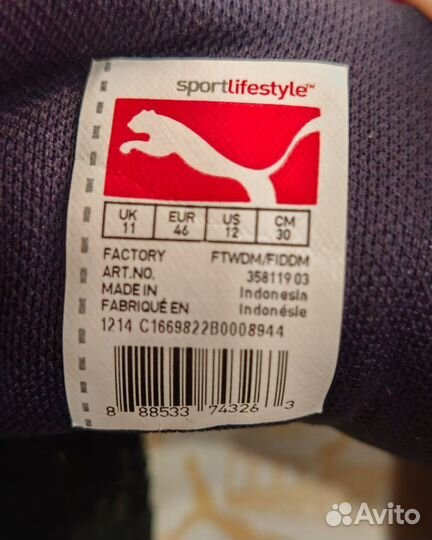 sportlifestyle™
UK EUR US CM
11 46 12 30
FACTORY FTWDM/FIDDM
ART.NO. 358119 03
MADE IN Indonesia
FABRIQUÉ EN Indonésie
1214 C1669822B0008944
8 88533 74326 3
Avito